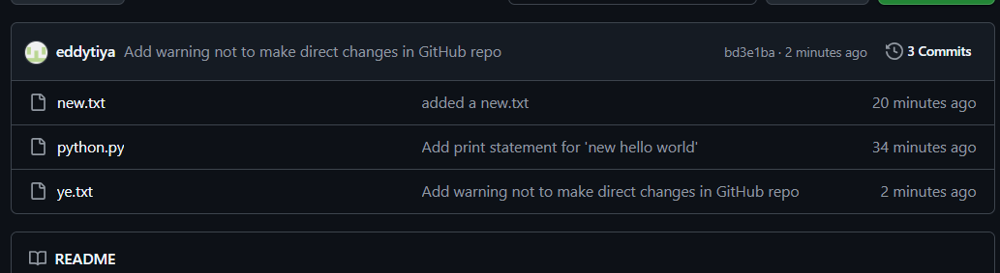 eddytiya Add warning not to make direct changes in GitHub repo bd3e1ba · 2 minutes ago 3 Commits
new.txt added a new.txt 20 minutes ago
python.py Add print statement for 'new hello world' 34 minutes ago
ye.txt Add warning not to make direct changes in GitHub repo 2 minutes ago
README